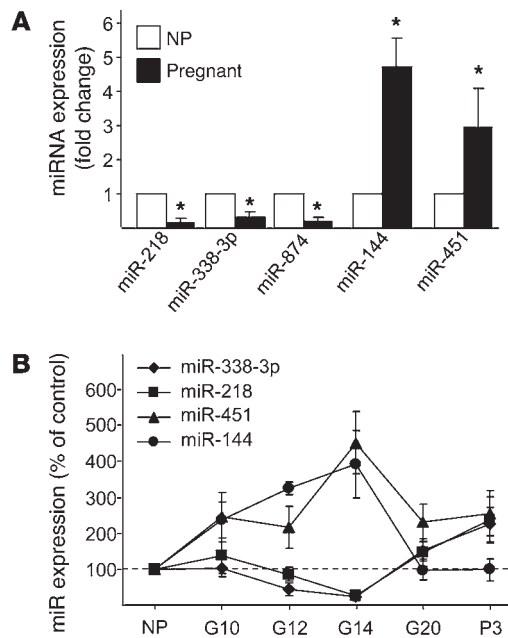 A
miRNA expression
(fold change)
6
5
4
3
2
1
NP
Pregnant
*
*
*
*
*
miR-218
miR-338-3p
miR-874
miR-144
miR-451
B
miR expression (% of control)
600
500
400
300
200
100
miR-338-3p
miR-218
miR-451
miR-144
NP
G10
G12
G14
G20
P3